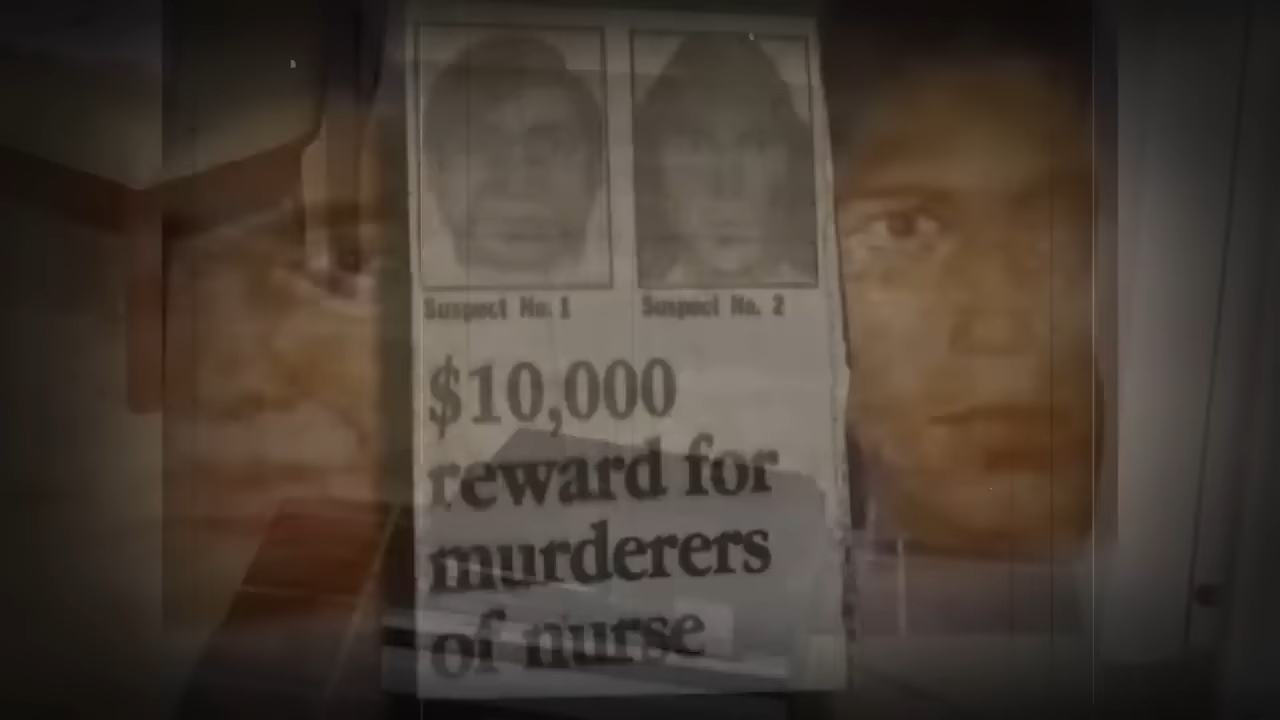 Suspect No. 1
Suspect No. 2
$10,000
reward for
murderers
of nurse